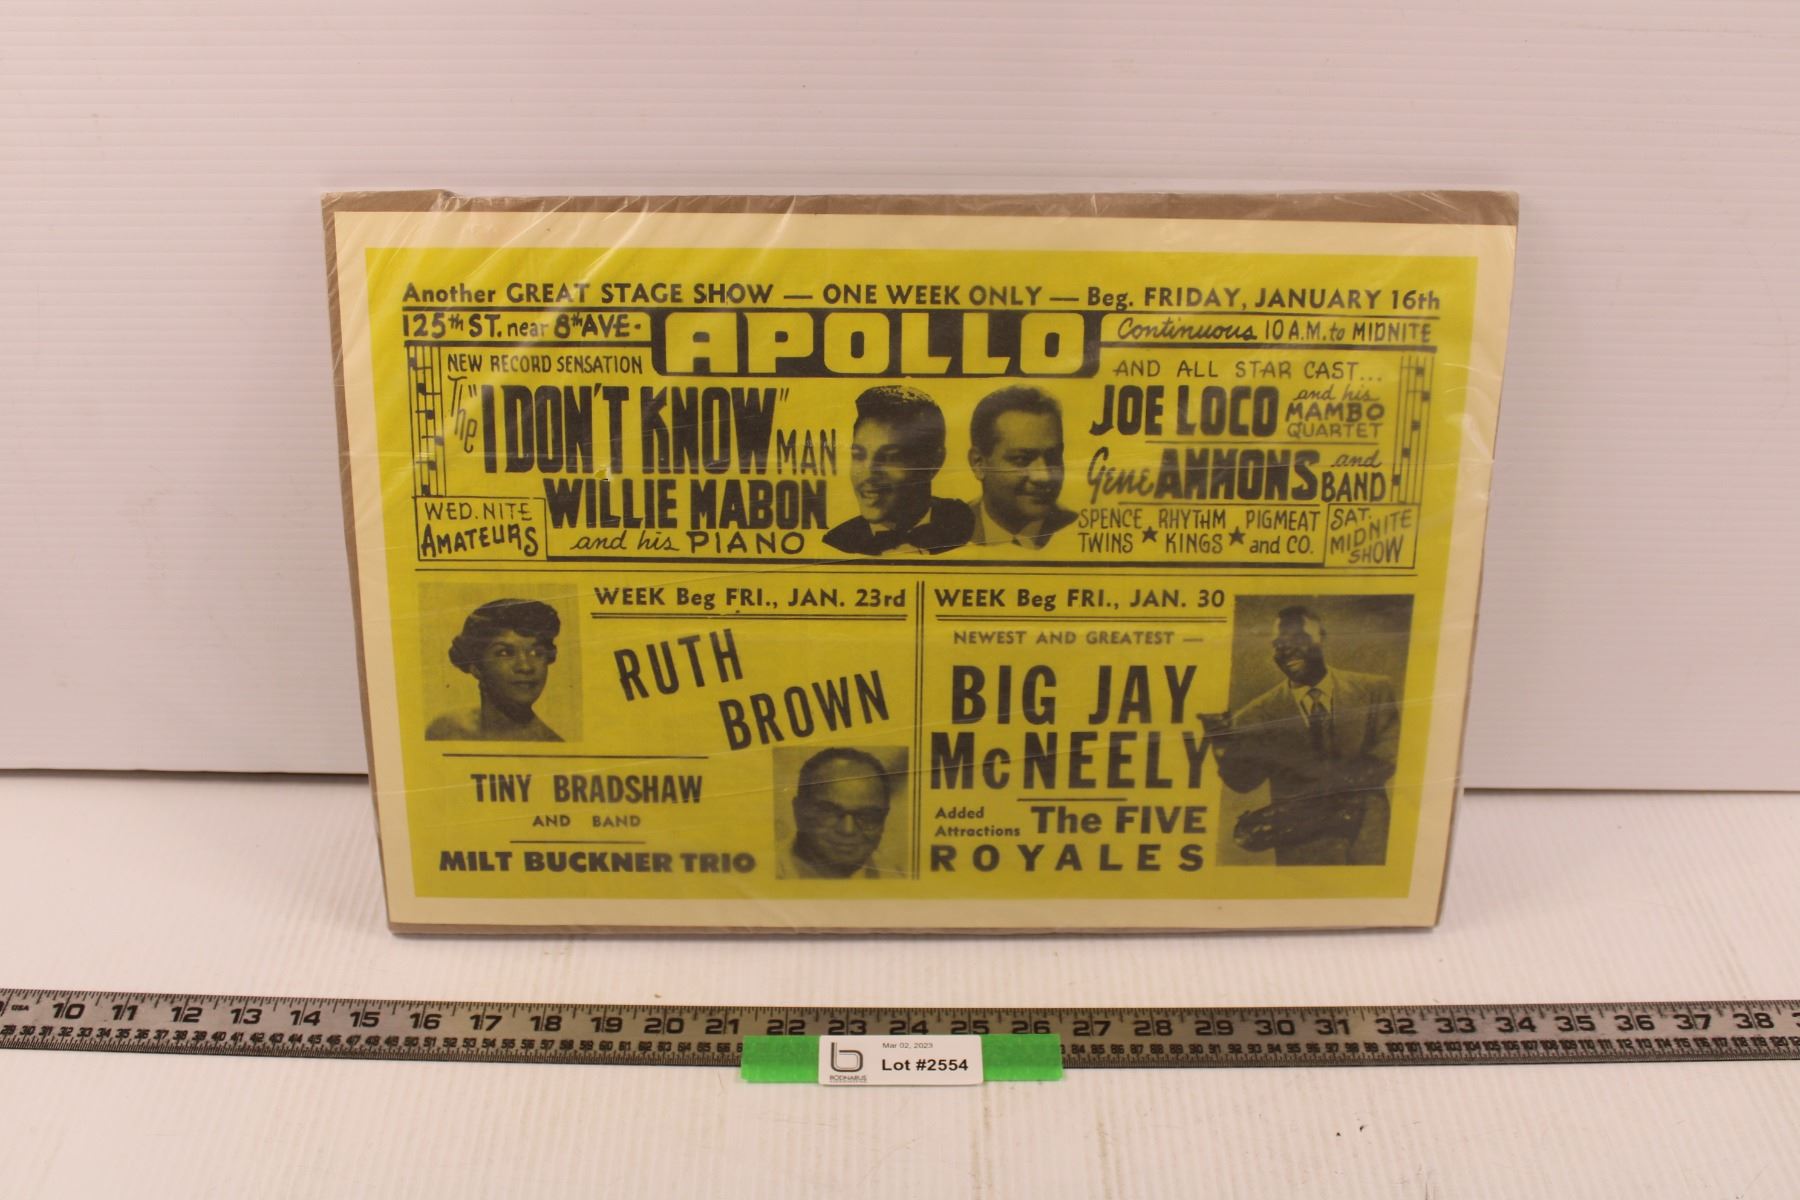 Another GREAT STAGE SHOW — ONE WEEK ONLY — Beg. FRIDAY, JANUARY 16th
125th ST. near 8th AVE.
APOLLO
Continuous 10 A.M. to MIDNITE
NEW RECORD SENSATION
The "I DON'T KNOW" MAN
WILLIE MABON
and his PIANO
WED. NITE
AMATEURS
AND ALL STAR CAST...
JOE LOCO and his MAMBO QUARTET
Gene AMMONS and BAND
SPENCE TWINS ★ RHYTHM KINGS ★ PIGMEAT and CO.
SAT. MIDNITE SHOW
WEEK Beg FRI., JAN. 23rd
RUTH
BROWN
TINY BRADSHAW
AND BAND
MILT BUCKNER TRIO
WEEK Beg FRI., JAN. 30
NEWEST AND GREATEST —
BIG JAY
McNEELY
Added Attractions The FIVE
ROYALES
USA 10 11 12 13 14 15 16 17 18 19 20 21 22 23 24 25 26 27 28 29 30 31 32 33 34 35 36 37 38
Mar 02, 2023
Lot #2554
BODNARUS